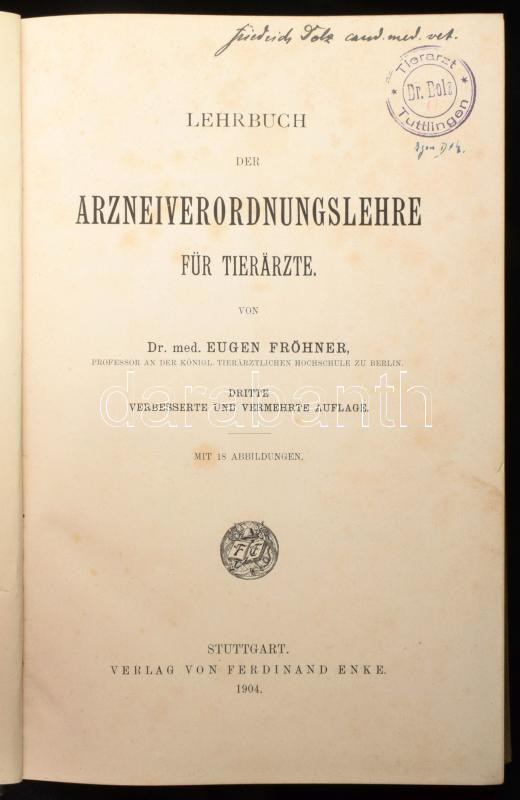 Friedrich Dolz cand. med. vet.
Tierarzt
Dr. Dolz
Tuttlingen
LEHRBUCH
DER
ARZNEIVERORDNUNGSLEHRE
FÜR TIERÄRZTE.
VON
Dr. med. EUGEN FRÖHNER,
PROFESSOR AN DER KÖNIGL. TIERÄRZTLICHEN HOCHSCHULE ZU BERLIN.
DRITTE
VERBESSERTE UND VERMEHRTE AUFLAGE.
darabanth
MIT 18 ABBILDUNGEN.
F E
STUTTGART.
VERLAG VON FERDINAND ENKE.
1904.